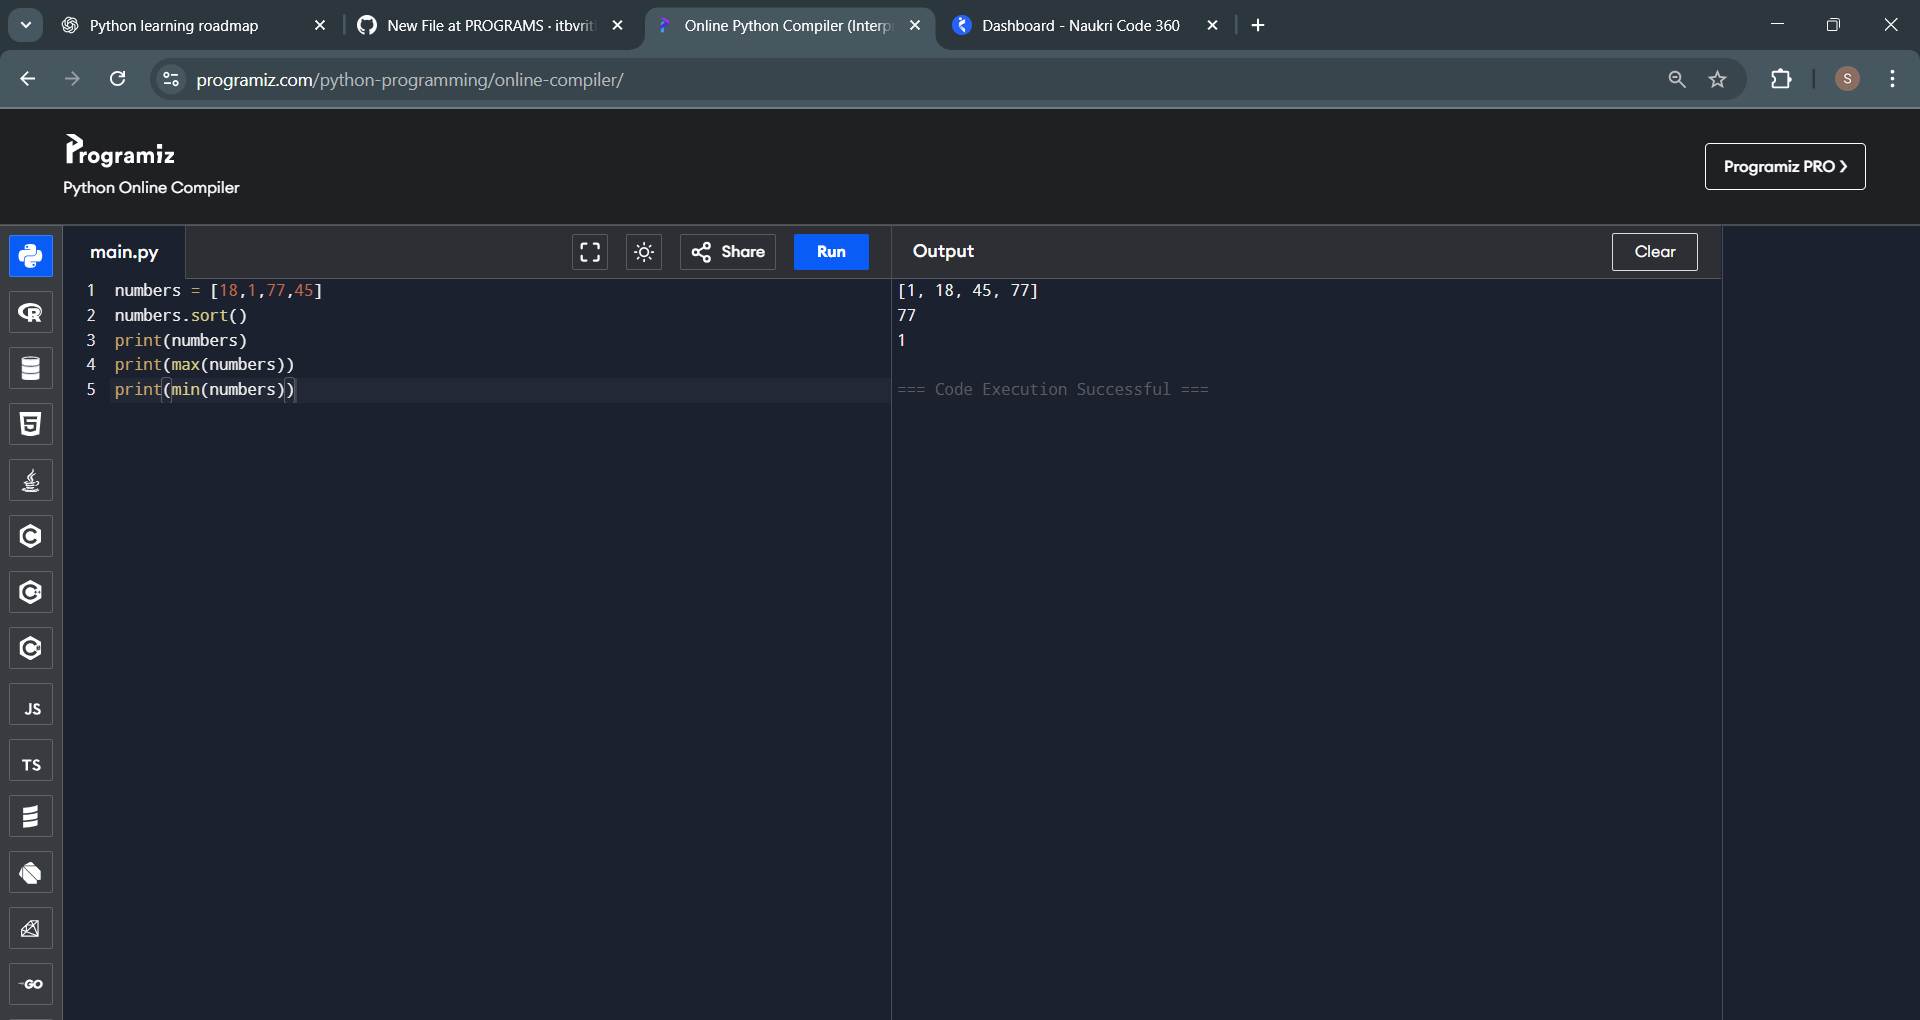 Python learning roadmap
New File at PROGRAMS · itbvrit
Online Python Compiler (Interp
Dashboard - Naukri Code 360
programiz.com/python-programming/online-compiler/
S
Programiz
Python Online Compiler
Programiz PRO ❯
main.py
Share
Run
Output
Clear
1 numbers = [18,1,77,45]
2 numbers.sort()
3 print(numbers)
4 print(max(numbers))
5 print(min(numbers))
[1, 18, 45, 77]
77
1
=== Code Execution Successful ===
R
5
C
C
C
JS
TS
GO